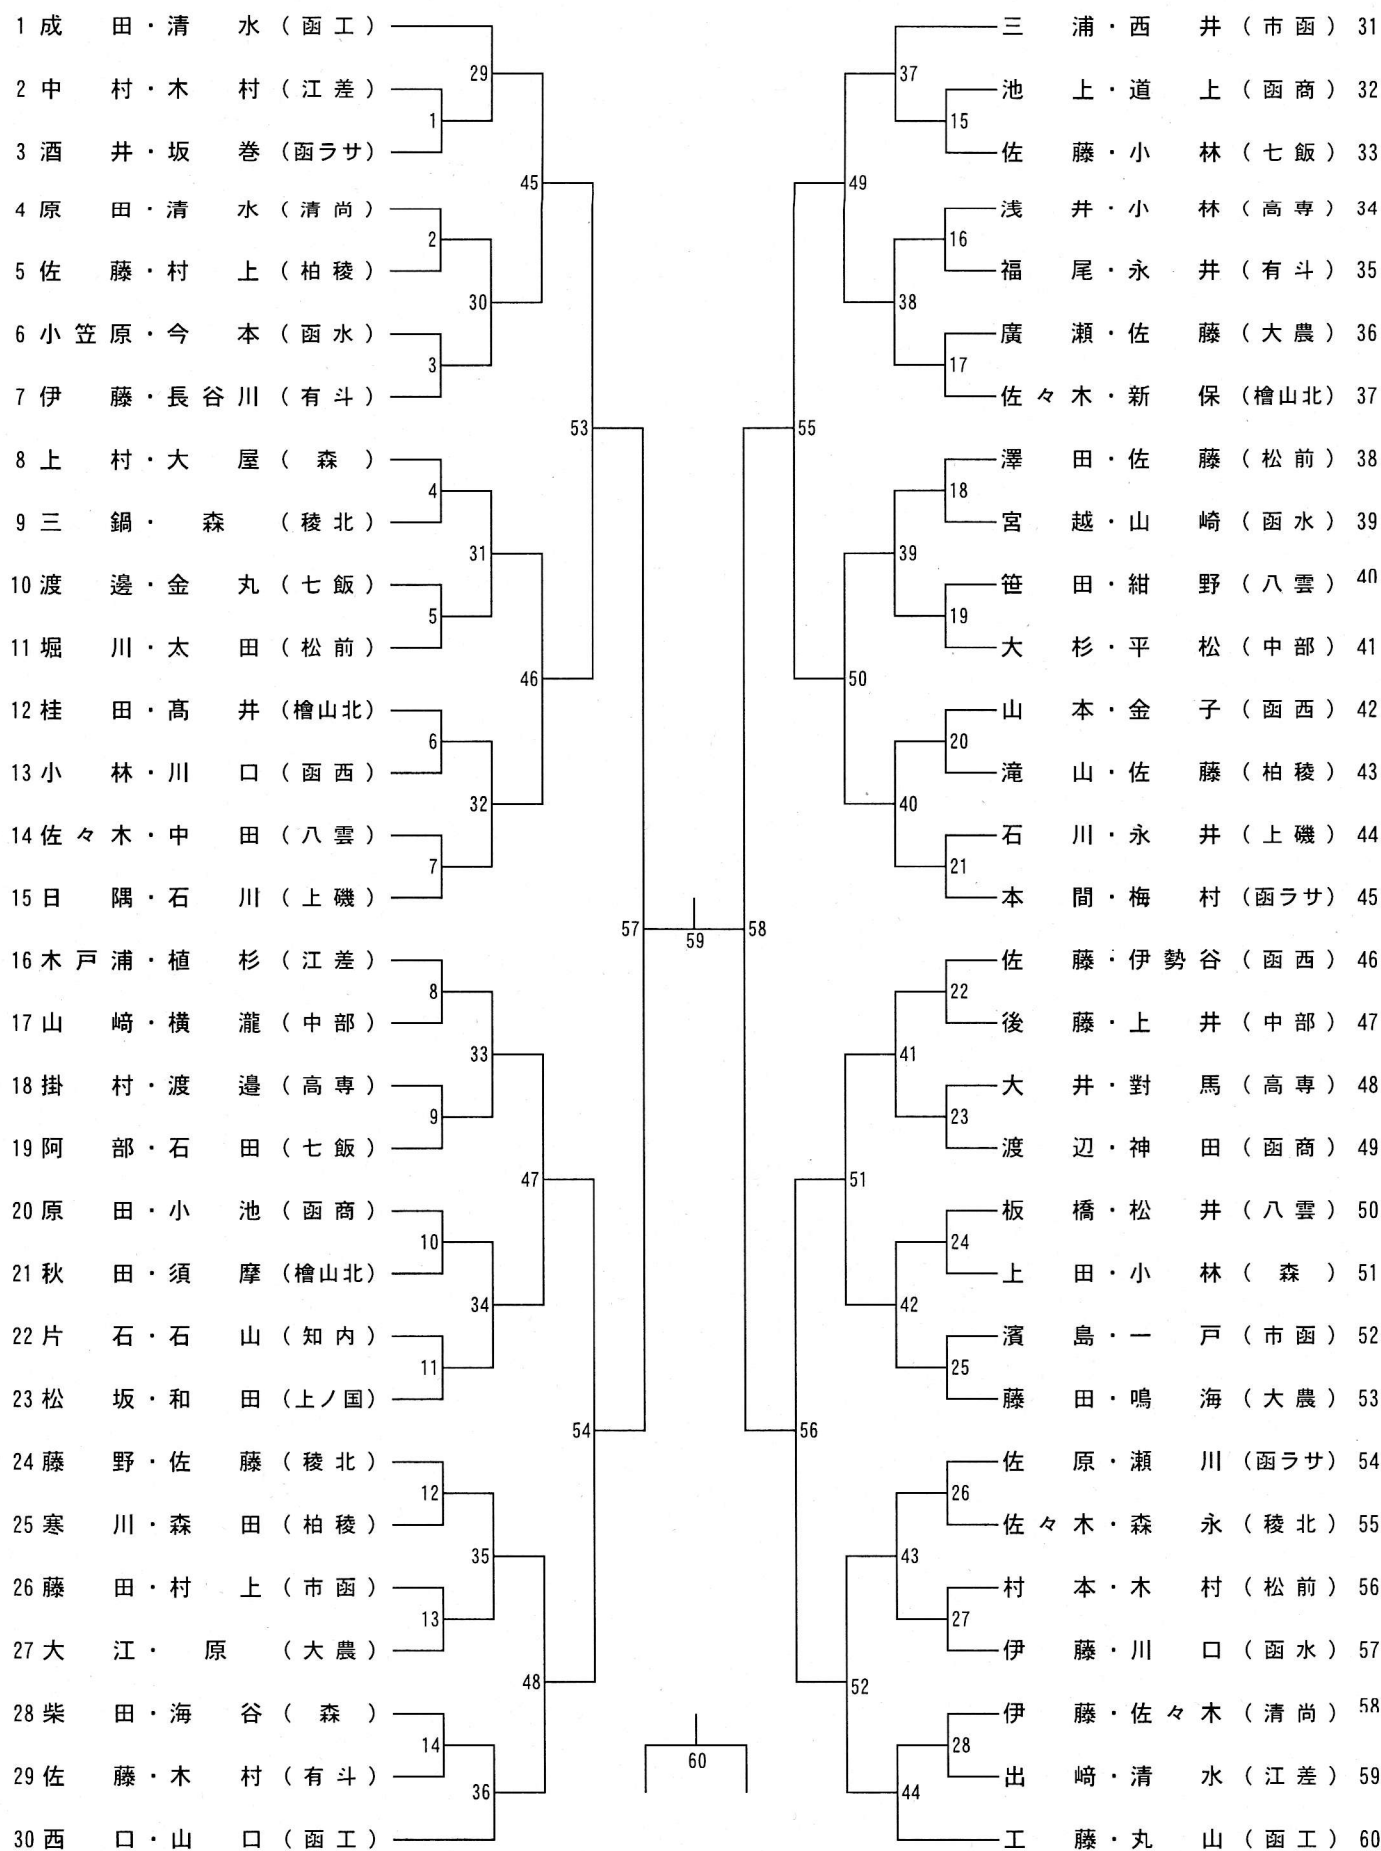 1 成田・清水(函工)
2 中村・木村(江差)
3 酒井・坂巻(函ラサ)
4 原田・清水(清尚)
5 佐藤・村上(柏稜)
6 小笠原・今本(函水)
7 伊藤・長谷川(有斗)
8 上村・大屋(森)
9 三鍋・森(稜北)
10 渡邊・金丸(七飯)
11 堀川・太田(松前)
12 桂田・髙井(檜山北)
13 小林・川口(函西)
14 佐々木・中田(八雲)
15 日隅・石川(上磯)
16 木戸浦・植杉(江差)
17 山﨑・横瀧(中部)
18 掛村・渡邉(高専)
19 阿部・石田(七飯)
20 原田・小池(函商)
21 秋田・須摩(檜山北)
22 片石・石山(知内)
23 松坂・和田(上ノ国)
24 藤野・佐藤(稜北)
25 寒川・森田(柏稜)
26 藤田・村上(市函)
27 大江・原(大農)
28 柴田・海谷(森)
29 佐藤・木村(有斗)
30 西口・山口(函工)
1
2
3
4
5
6
7
8
9
10
11
12
13
14
29
30
31
32
33
34
35
36
45
46
47
48
53
54
57
59
60
58
55
56
49
50
51
52
37
38
39
40
41
42
43
44
15
16
17
18
19
20
21
22
23
24
25
26
27
28
三浦・西井(市函) 31
池上・道上(函商) 32
佐藤・小林(七飯) 33
浅井・小林(高専) 34
福尾・永井(有斗) 35
廣瀬・佐藤(大農) 36
佐々木・新保(檜山北) 37
澤田・佐藤(松前) 38
宮越・山崎(函水) 39
笹田・紺野(八雲) 40
大杉・平松(中部) 41
山本・金子(函西) 42
滝山・佐藤(柏稜) 43
石川・永井(上磯) 44
本間・梅村(函ラサ) 45
佐藤・伊勢谷(函西) 46
後藤・上井(中部) 47
大井・對馬(高専) 48
渡辺・神田(函商) 49
板橋・松井(八雲) 50
上田・小林(森) 51
濱島・一戸(市函) 52
藤田・鳴海(大農) 53
佐原・瀬川(函ラサ) 54
佐々木・森永(稜北) 55
村本・木村(松前) 56
伊藤・川口(函水) 57
伊藤・佐々木(清尚) 58
出﨑・清水(江差) 59
工藤・丸山(函工) 60